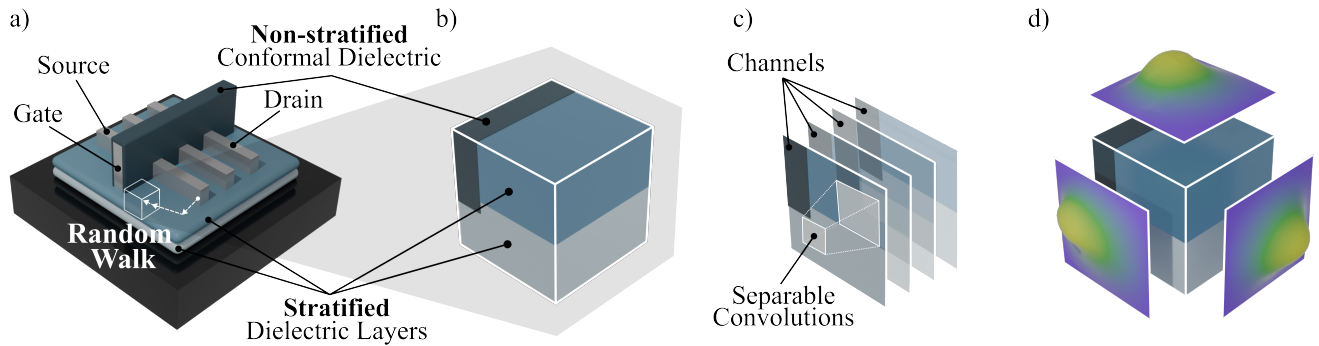 a)
Source
Gate
Non-stratified
Conformal Dielectric
Drain
Random
Walk
Stratified
Dielectric Layers
b)
c)
Channels
Separable
Convolutions
d)